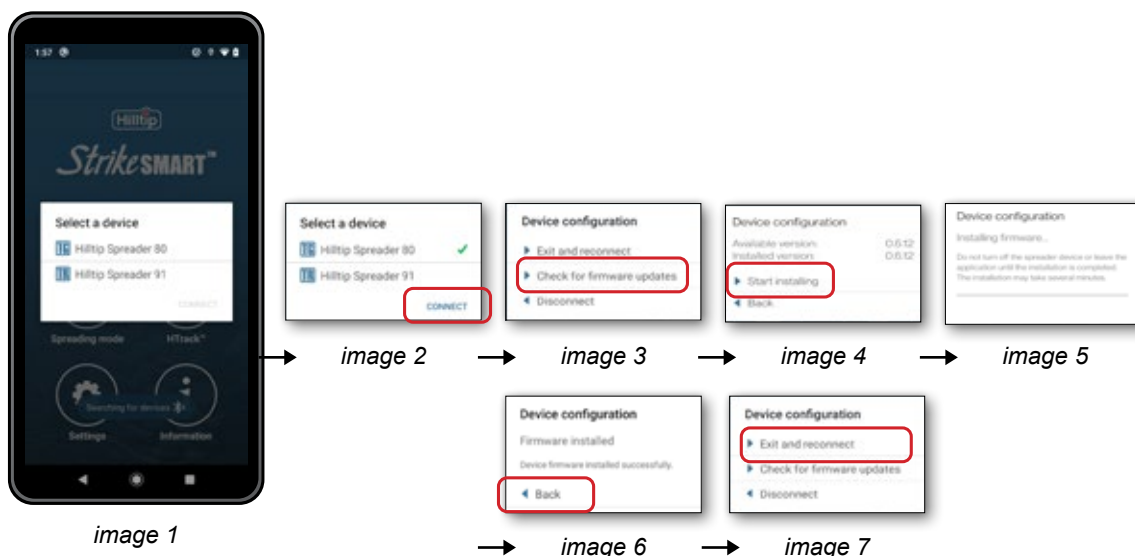 1:57
Hilltip
StrikeSMART™
Select a device
Hilltip Spreader 80
Hilltip Spreader 91
CONNECT
Spreading mode
HTrack™
Searching for devices
Settings
Information
image 1
Select a device
Hilltip Spreader 80
Hilltip Spreader 91
CONNECT
image 2
Device configuration
Exit and reconnect
Check for firmware updates
Disconnect
image 3
Device configuration
Available version: 0.6.12
Installed version: 0.6.12
Start installing
Back
image 4
Device configuration
Installing firmware...
Do not turn off the spreader device or leave the
application until the installation is completed.
The installation may take several minutes.
image 5
Device configuration
Firmware installed
Device firmware installed successfully.
Back
image 6
Device configuration
Exit and reconnect
Check for firmware updates
Disconnect
image 7